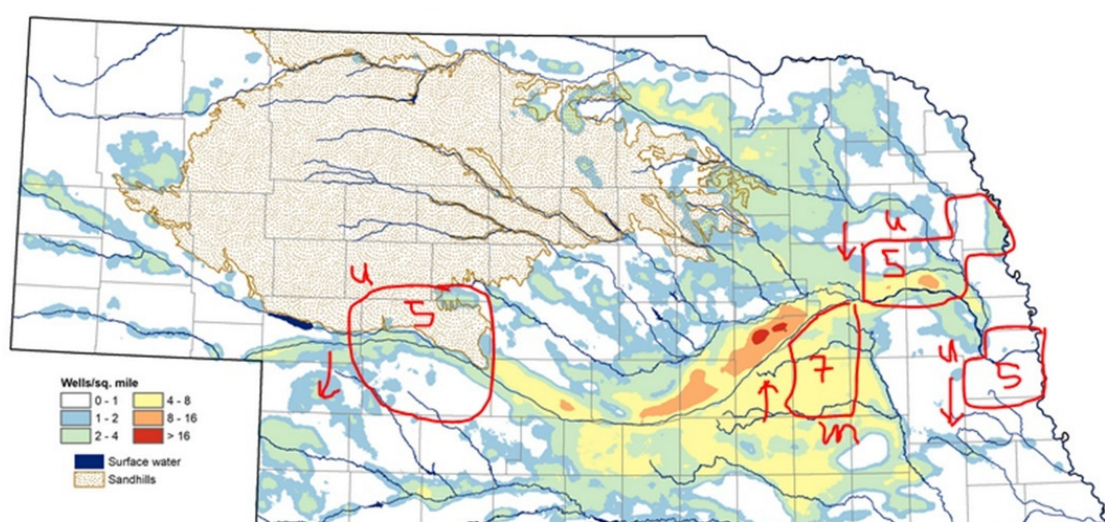 u
5
u
5
7
m
u
5
Wells/sq. mile
0 - 1
4 - 8
1 - 2
8 - 16
2 - 4
> 16
Surface water
Sandhills